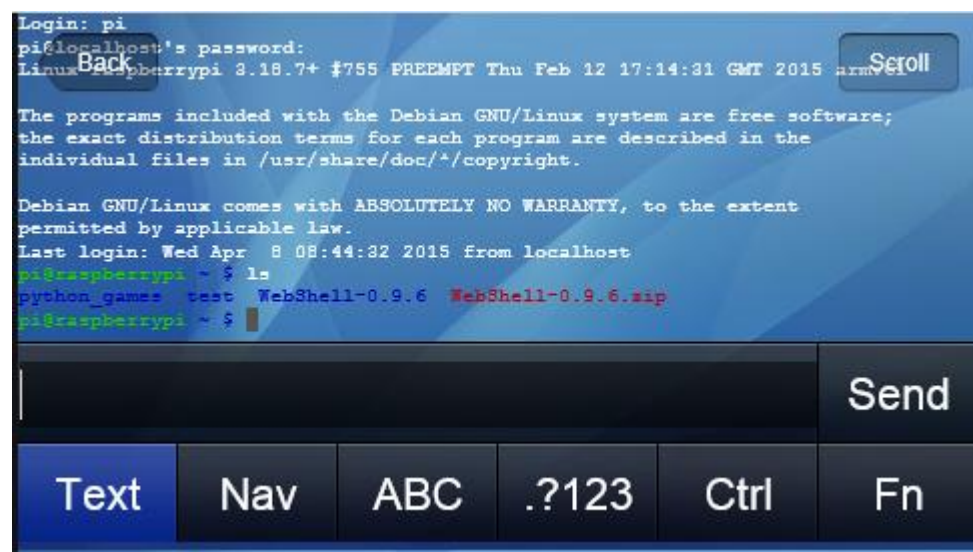 Login: pi
pi@localhost's password:
Back
Linux raspberrypi 3.18.7+ #755 PREEMPT Thu Feb 12 17:14:31 GMT 2015 armv6l
Scroll
The programs included with the Debian GNU/Linux system are free software;
the exact distribution terms for each program are described in the
individual files in /usr/share/doc/*/copyright.
Debian GNU/Linux comes with ABSOLUTELY NO WARRANTY, to the extent
permitted by applicable law.
Last login: Wed Apr 8 08:44:32 2015 from localhost
pi@raspberrypi ~ $ ls
python_games test WebShell-0.9.6 WebShell-0.9.6.zip
pi@raspberrypi ~ $
Send
Text Nav ABC .?123 Ctrl Fn